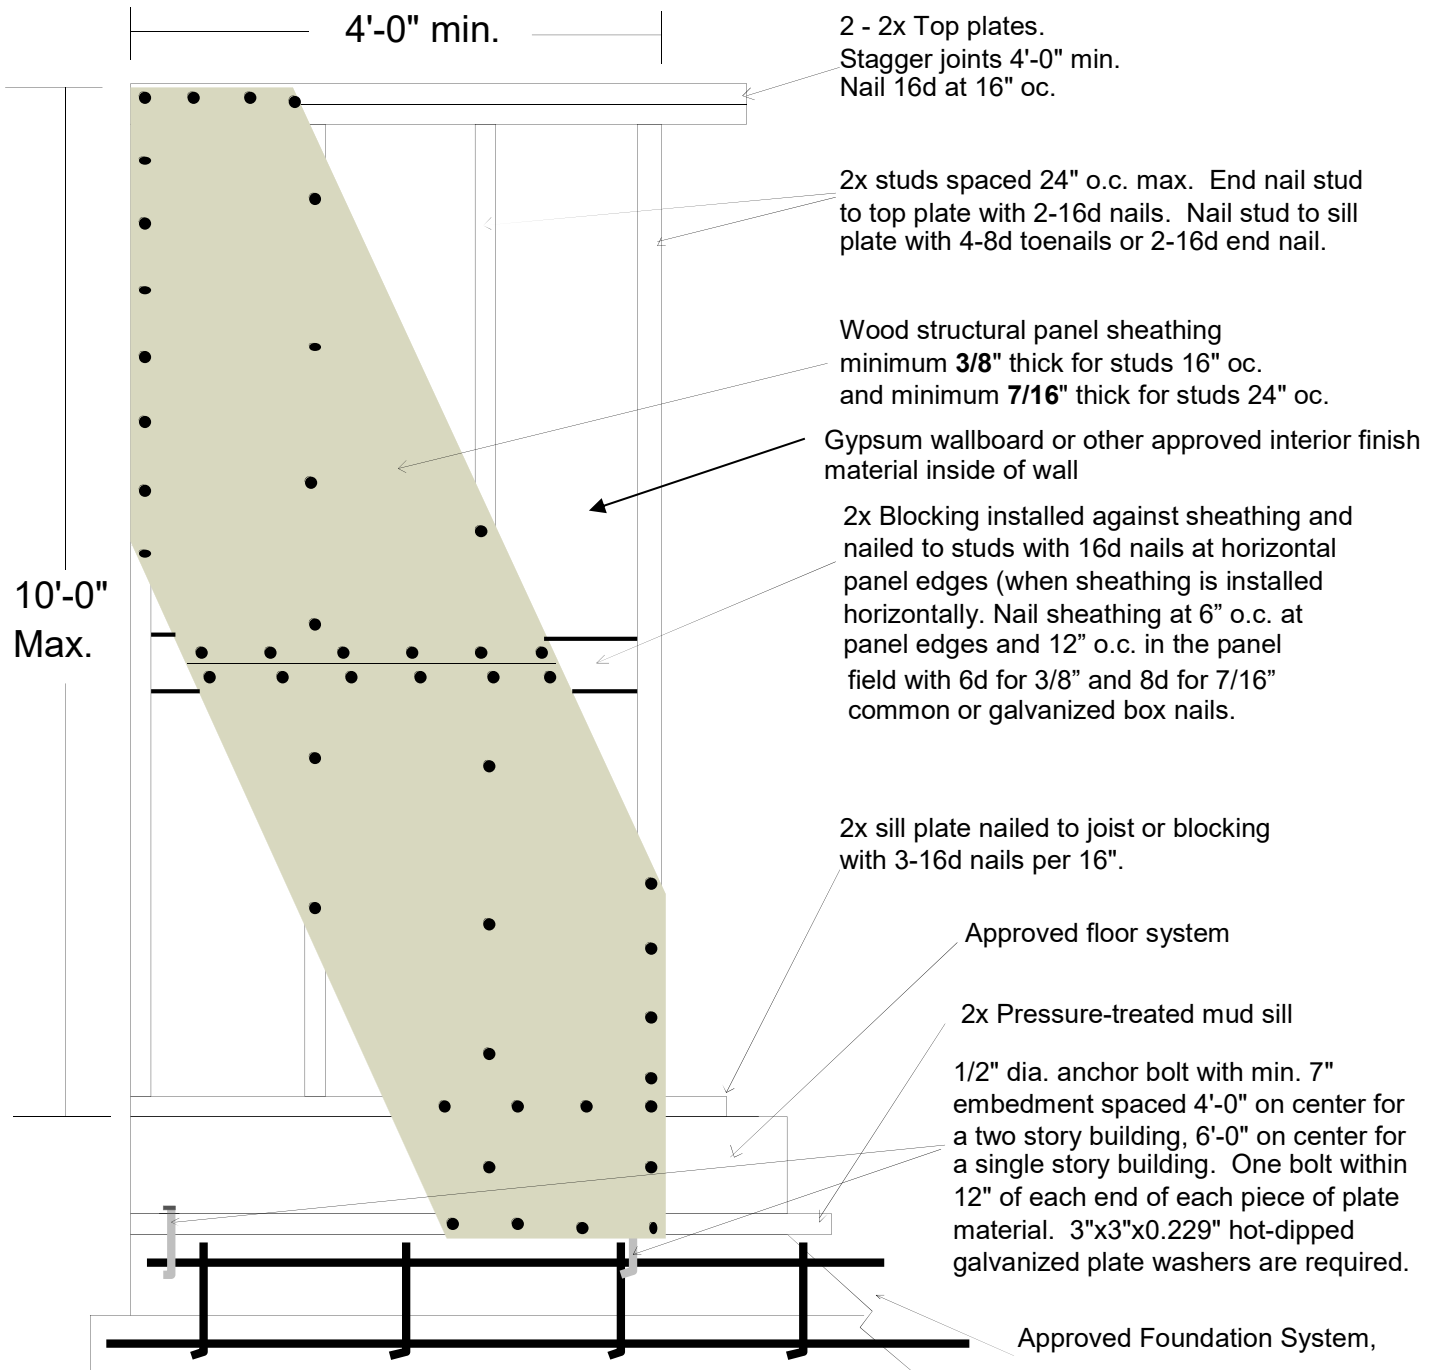 4'-0" min.
2 - 2x Top plates.
Stagger joints 4'-0" min.
Nail 16d at 16" oc.
2x studs spaced 24" o.c. max.  End nail stud
to top plate with 2-16d nails.  Nail stud to sill
plate with 4-8d toenails or 2-16d end nail.
Wood structural panel sheathing
minimum 3/8" thick for studs 16" oc.
and minimum 7/16" thick for studs 24" oc.
Gypsum wallboard or other approved interior finish
material inside of wall
2x Blocking installed against sheathing and
nailed to studs with 16d nails at horizontal
panel edges (when sheathing is installed
horizontally. Nail sheathing at 6” o.c. at
panel edges and 12” o.c. in the panel
field with 6d for 3/8” and 8d for 7/16”
common or galvanized box nails.
10'-0"
Max.
2x sill plate nailed to joist or blocking
with 3-16d nails per 16".
Approved floor system
2x Pressure-treated mud sill
1/2" dia. anchor bolt with min. 7"
embedment spaced 4'-0" on center for
a two story building, 6'-0" on center for
a single story building.  One bolt within
12" of each end of each piece of plate
material.  3"x3"x0.229" hot-dipped
galvanized plate washers are required.
Approved Foundation System,